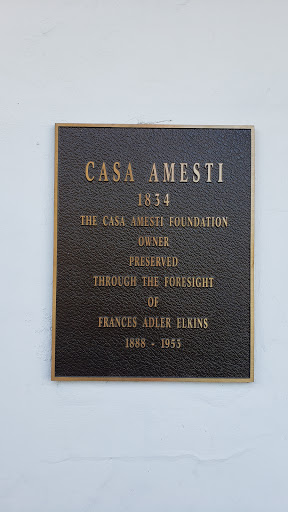 CASA AMESTI
1834
THE CASA AMESTI FOUNDATION
OWNER
PRESERVED
THROUGH THE FORESIGHT
OF
FRANCES ADLER ELKINS
1888 - 1953